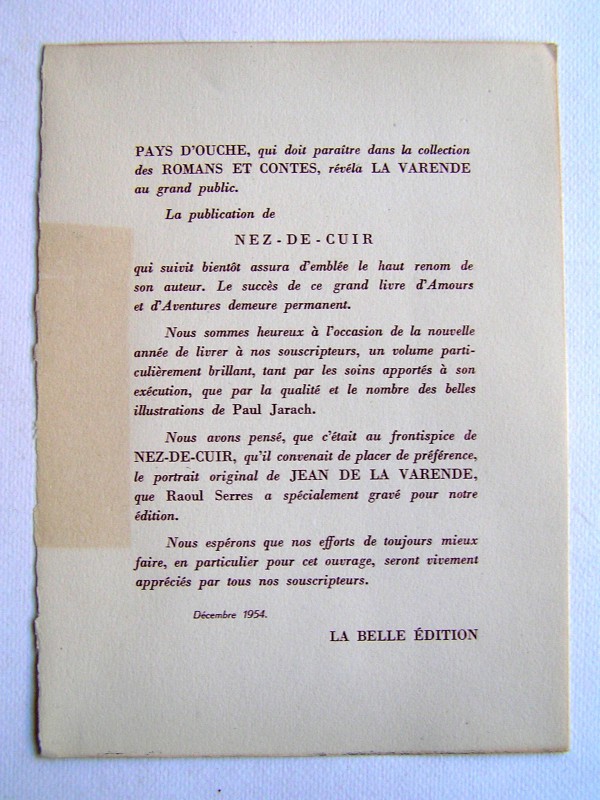 PAYS D'OUCHE, qui doit paraître dans la collection
des ROMANS ET CONTES, révéla LA VARENDE
au grand public.
La publication de
NEZ-DE-CUIR
qui suivit bientôt assura d'emblée le haut renom de
son auteur. Le succès de ce grand livre d'Amours
et d'Aventures demeure permanent.
Nous sommes heureux à l'occasion de la nouvelle
année de livrer à nos souscripteurs, un volume parti-
culièrement brillant, tant par les soins apportés à son
exécution, que par la qualité et le nombre des belles
illustrations de Paul Jarach.
Nous avons pensé, que c'était au frontispice de
NEZ-DE-CUIR, qu'il convenait de placer de préférence,
le portrait original de JEAN DE LA VARENDE,
que Raoul Serres a spécialement gravé pour notre
édition.
Nous espérons que nos efforts de toujours mieux
faire, en particulier pour cet ouvrage, seront vivement
appréciés par tous nos souscripteurs.
Décembre 1954.
LA BELLE ÉDITION